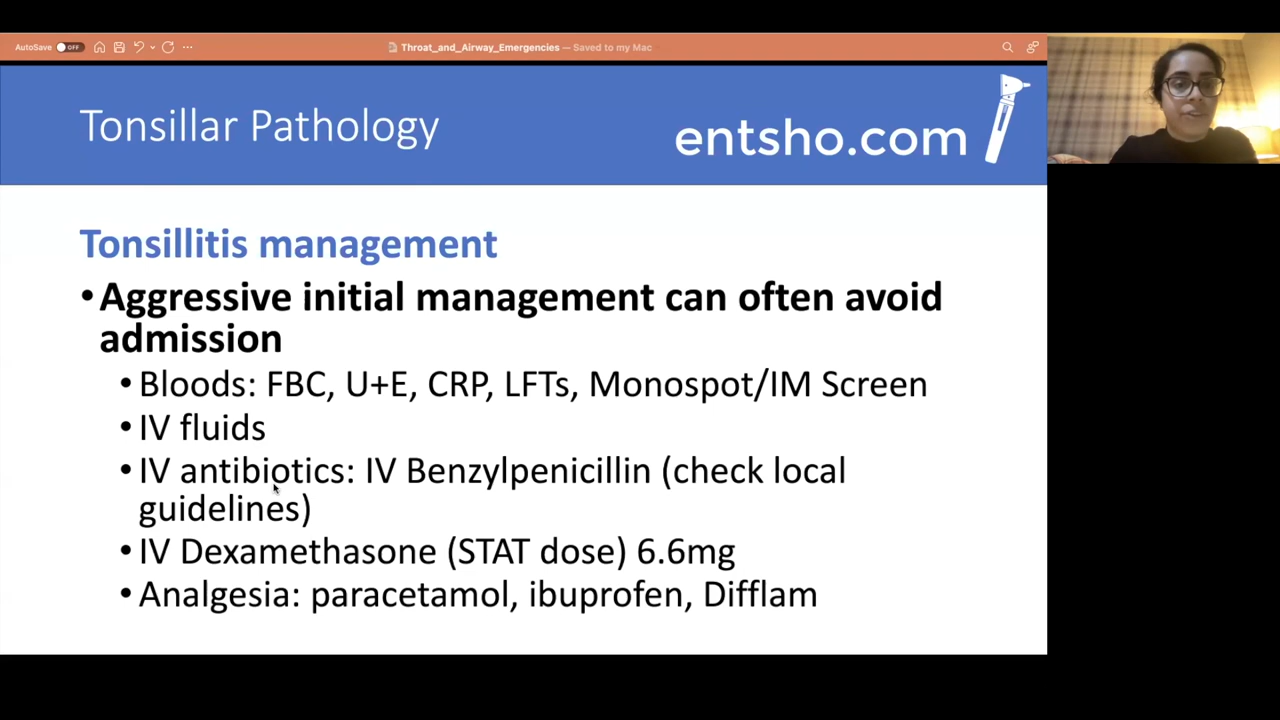 AutoSave OFF
Throat_and_Airway_Emergencies — Saved to my Mac
Tonsillar Pathology
entsho.com
Tonsillitis management
•Aggressive initial management can often avoid
admission
•Bloods: FBC, U+E, CRP, LFTs, Monospot/IM Screen
•IV fluids
•IV antibiotics: IV Benzylpenicillin (check local
guidelines)
•IV Dexamethasone (STAT dose) 6.6mg
•Analgesia: paracetamol, ibuprofen, Difflam